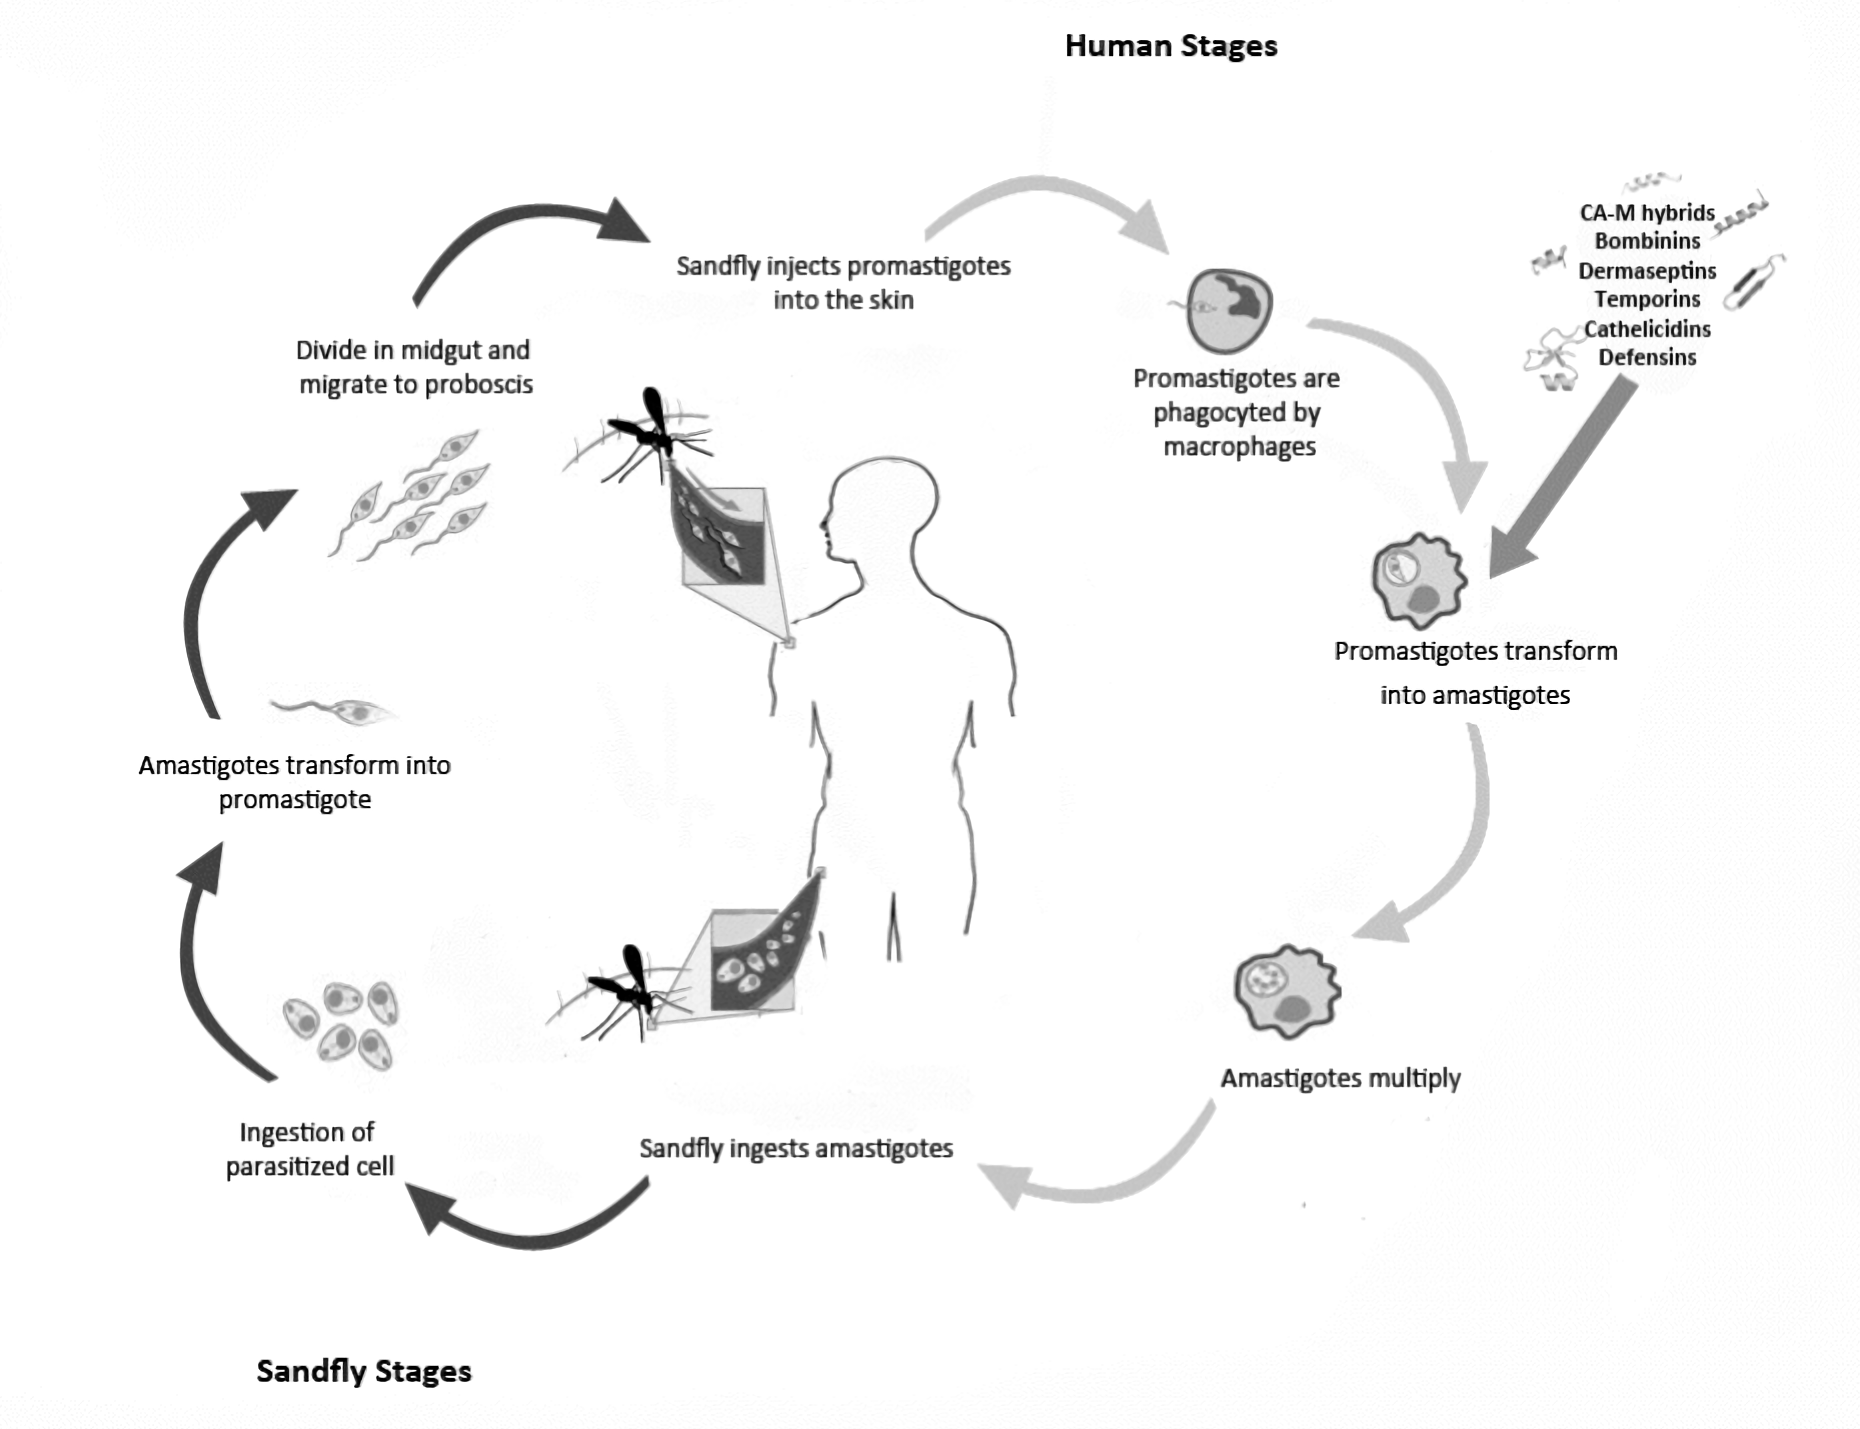 Human Stages
CA-M hybrids
Bombinins
Dermaseptins
Temporins
Cathelicidins
Defensins
Sandfly injects promastigotes
into the skin
Promastigotes are
phagocyted by
macrophages
Promastigotes transform
into amastigotes
Amastigotes multiply
Sandfly ingests amastigotes
Ingestion of
parasitized cell
Amastigotes transform into
promastigote
Divide in midgut and
migrate to proboscis
Sandfly Stages